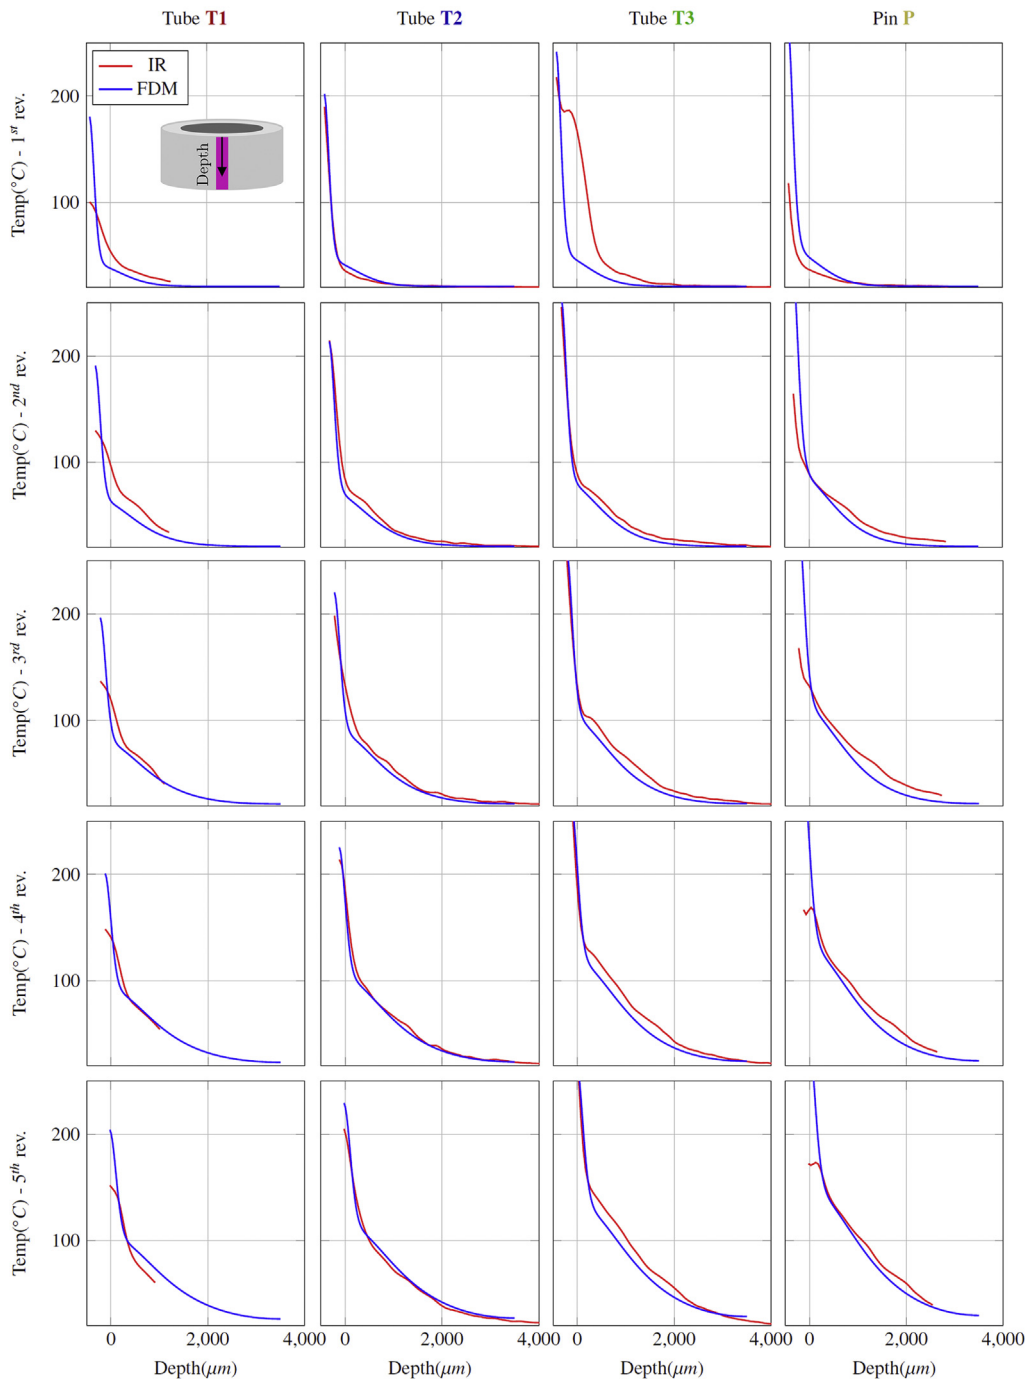 Tube T1 Tube T2 Tube T3 Pin P
IR
FDM
Depth
Temp(°C) - 1st rev.
200
100
Temp(°C) - 2nd rev.
200
100
Temp(°C) - 3rd rev.
200
100
Temp(°C) - 4th rev.
200
100
Temp(°C) - 5th rev.
200
100
0 2,000 4,000 0 2,000 4,000 0 2,000 4,000 0 2,000 4,000
Depth(μm) Depth(μm) Depth(μm) Depth(μm)